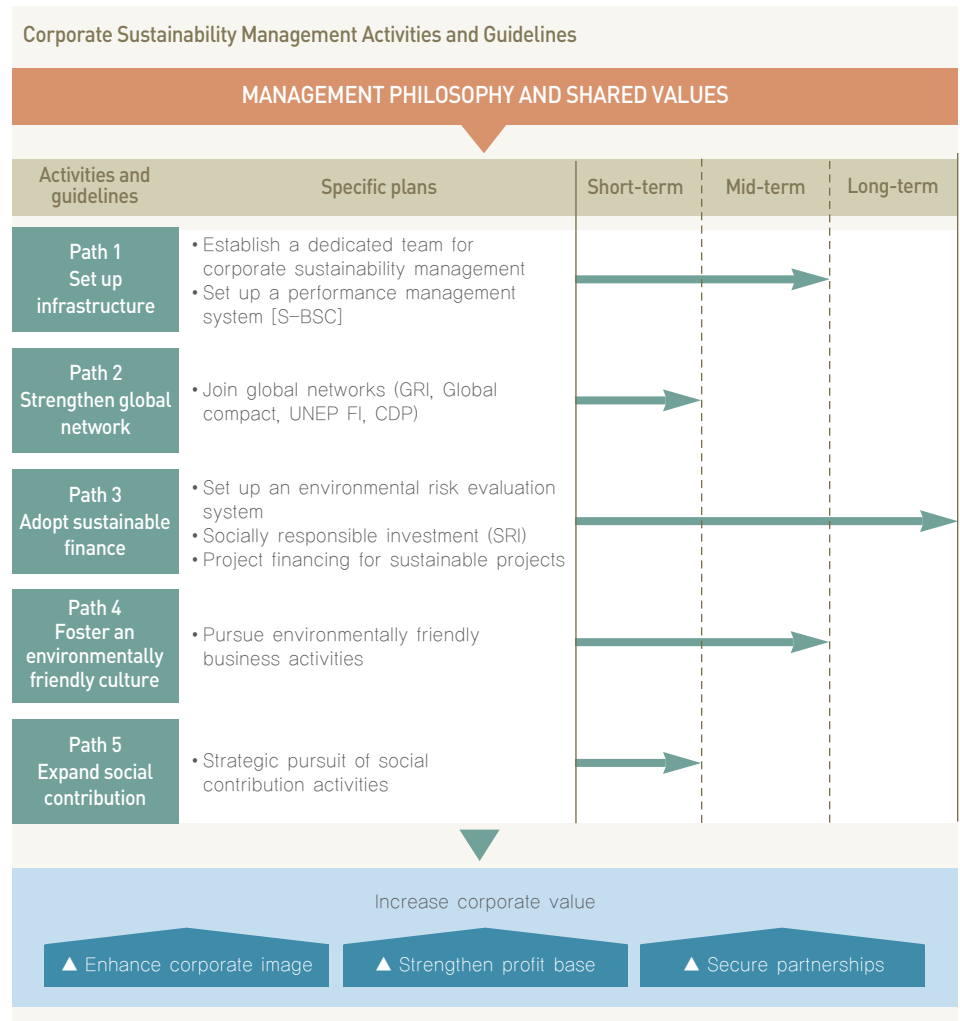 Corporate Sustainability Management Activities and Guidelines
MANAGEMENT PHILOSOPHY AND SHARED VALUES
Activities and
guidelines
Specific plans
Short-term
Mid-term
Long-term
Path 1
Set up
infrastructure
• Establish a dedicated team for
corporate sustainability management
• Set up a performance management
system [S-BSC]
Path 2
Strengthen global
network
• Join global networks (GRI, Global
compact, UNEP FI, CDP)
Path 3
Adopt sustainable
finance
• Set up an environmental risk evaluation
system
• Socially responsible investment (SRI)
• Project financing for sustainable projects
Path 4
Foster an
environmentally
friendly culture
• Pursue environmentally friendly
business activities
Path 5
Expand social
contribution
• Strategic pursuit of social
contribution activities
Increase corporate value
▲ Enhance corporate image
▲ Strengthen profit base
▲ Secure partnerships